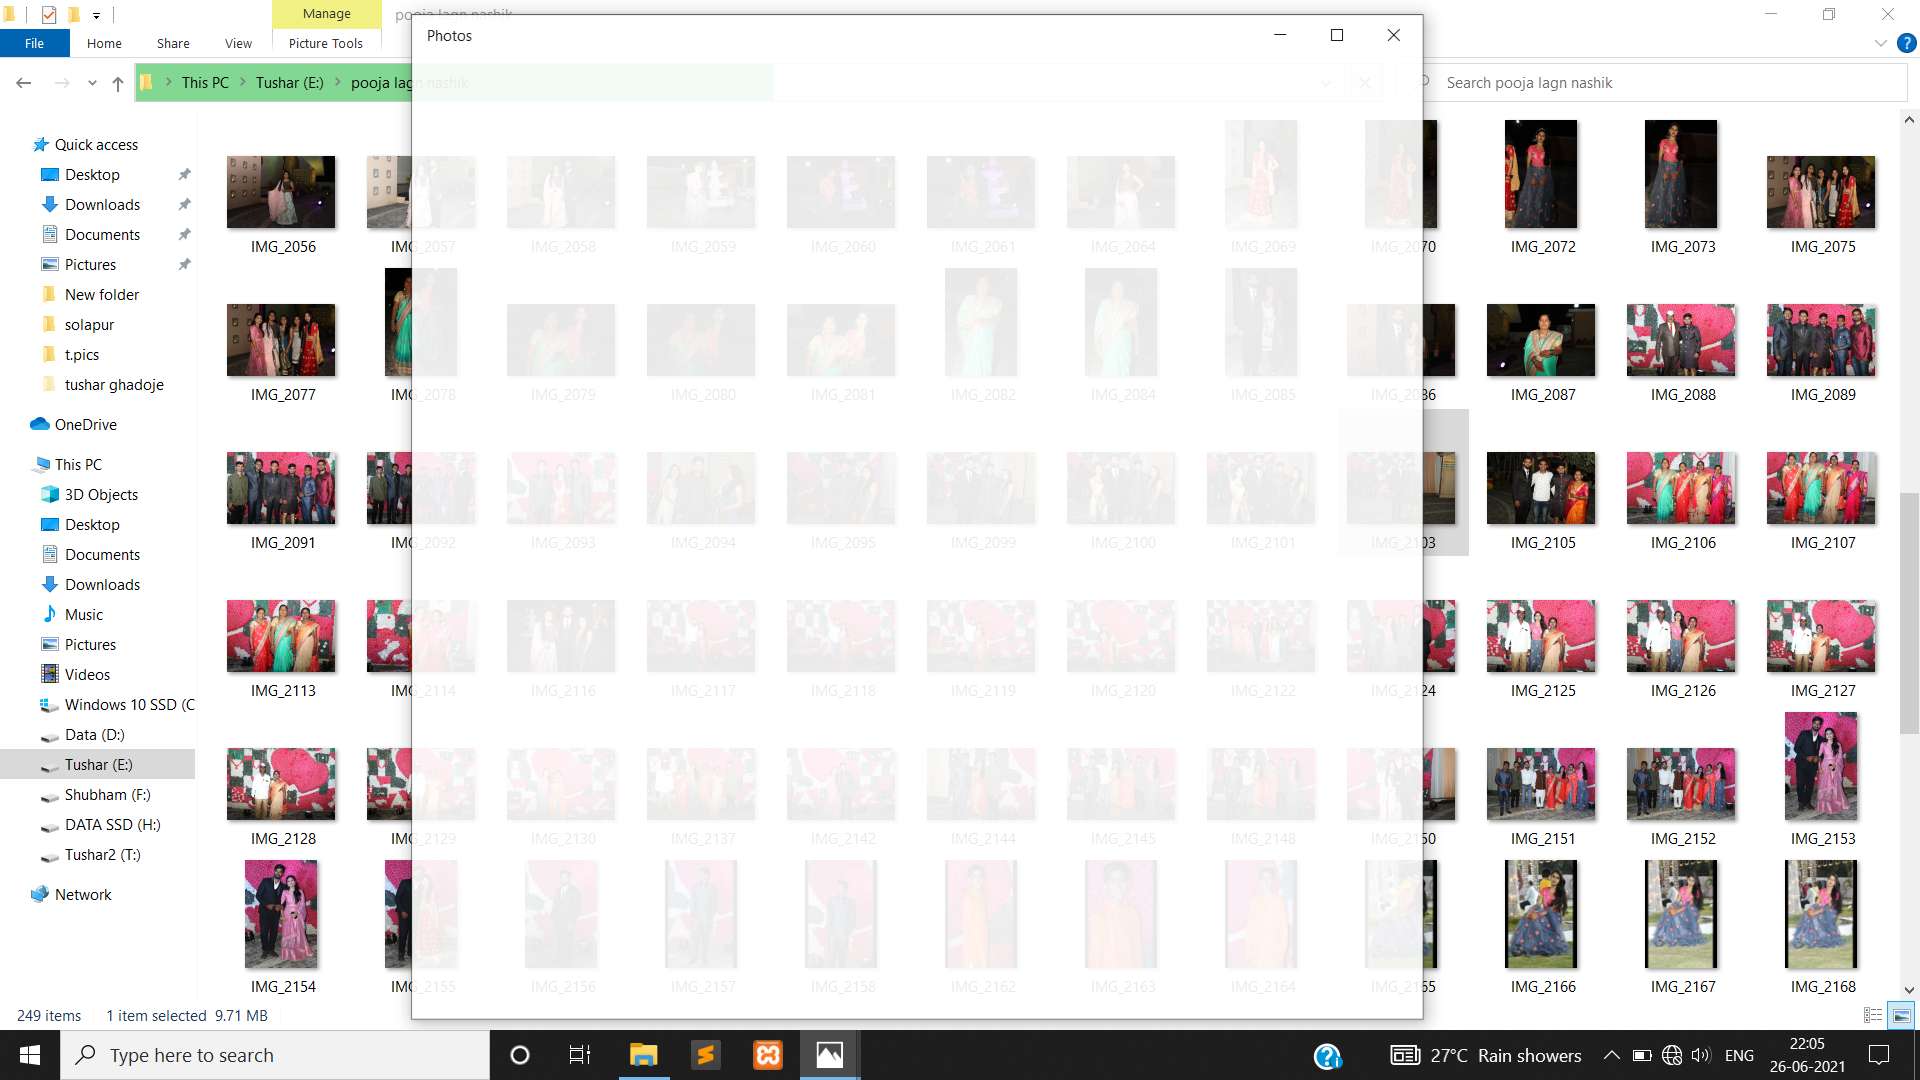 Manage
pooja lagn nashik
File
Home
Share
View
Picture Tools
Photos
This PC
Tushar (E:)
pooja lagn nashik
Search pooja lagn nashik
Quick access
Desktop
Downloads
Documents
Pictures
New folder
solapur
t.pics
tushar ghadoje
OneDrive
This PC
3D Objects
Desktop
Documents
Downloads
Music
Pictures
Videos
Windows 10 SSD (C
Data (D:)
Tushar (E:)
Shubham (F:)
DATA SSD (H:)
Tushar2 (T:)
Network
IMG_2056 IMG_2057 IMG_2058 IMG_2059 IMG_2060 IMG_2061 IMG_2064 IMG_2069 IMG_2070 IMG_2072 IMG_2073 IMG_2075
IMG_2077 IMG_2078 IMG_2079 IMG_2080 IMG_2081 IMG_2082 IMG_2084 IMG_2085 IMG_2086 IMG_2087 IMG_2088 IMG_2089
IMG_2091 IMG_2092 IMG_2093 IMG_2094 IMG_2095 IMG_2099 IMG_2100 IMG_2101 IMG_2103 IMG_2105 IMG_2106 IMG_2107
IMG_2113 IMG_2114 IMG_2116 IMG_2117 IMG_2118 IMG_2119 IMG_2120 IMG_2122 IMG_2124 IMG_2125 IMG_2126 IMG_2127
IMG_2128 IMG_2129 IMG_2130 IMG_2137 IMG_2142 IMG_2144 IMG_2145 IMG_2148 IMG_2150 IMG_2151 IMG_2152 IMG_2153
IMG_2154 IMG_2155 IMG_2156 IMG_2157 IMG_2158 IMG_2162 IMG_2163 IMG_2164 IMG_2165 IMG_2166 IMG_2167 IMG_2168
249 items 1 item selected 9.71 MB
Type here to search
27°C Rain showers
ENG
22:05
26-06-2021